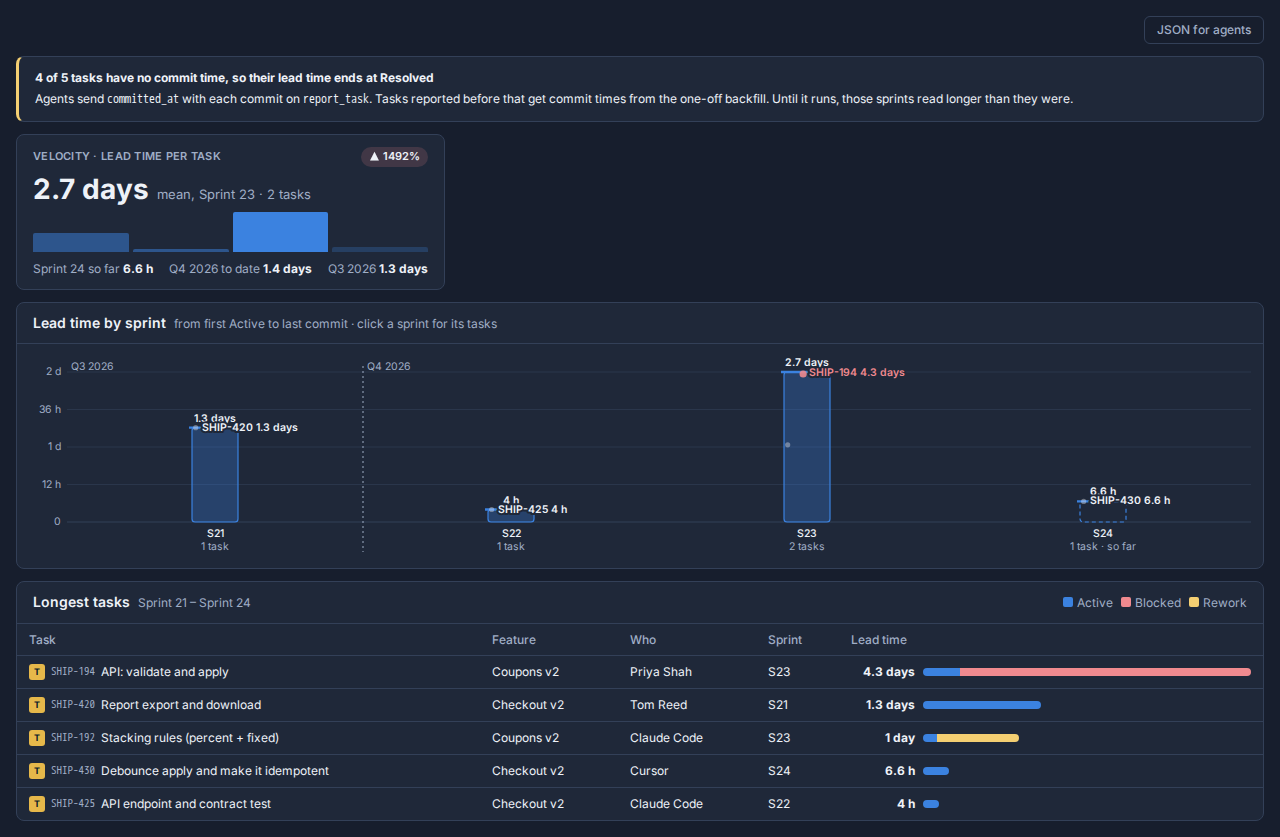 JSON for agents
4 of 5 tasks have no commit time, so their lead time ends at Resolved
Agents send committed_at with each commit on report_task. Tasks reported before that get commit times from the one-off backfill. Until it runs, those sprints read longer than they were.
VELOCITY · LEAD TIME PER TASK ▲ 1492%
2.7 days mean, Sprint 23 · 2 tasks
Sprint 24 so far 6.6 h Q4 2026 to date 1.4 days Q3 2026 1.3 days
Lead time by sprint from first Active to last commit · click a sprint for its tasks
Q3 2026 Q4 2026
2 d
36 h
1 d
12 h
0
1.3 days
SHIP-420 1.3 days
4 h
SHIP-425 4 h
2.7 days
SHIP-194 4.3 days
6.6 h
SHIP-430 6.6 h
S21 S22 S23 S24
1 task 1 task 2 tasks 1 task · so far
Longest tasks Sprint 21 – Sprint 24 Active Blocked Rework
Task Feature Who Sprint Lead time
T SHIP-194 API: validate and apply Coupons v2 Priya Shah S23 4.3 days
T SHIP-420 Report export and download Checkout v2 Tom Reed S21 1.3 days
T SHIP-192 Stacking rules (percent + fixed) Coupons v2 Claude Code S23 1 day
T SHIP-430 Debounce apply and make it idempotent Checkout v2 Cursor S24 6.6 h
T SHIP-425 API endpoint and contract test Checkout v2 Claude Code S22 4 h